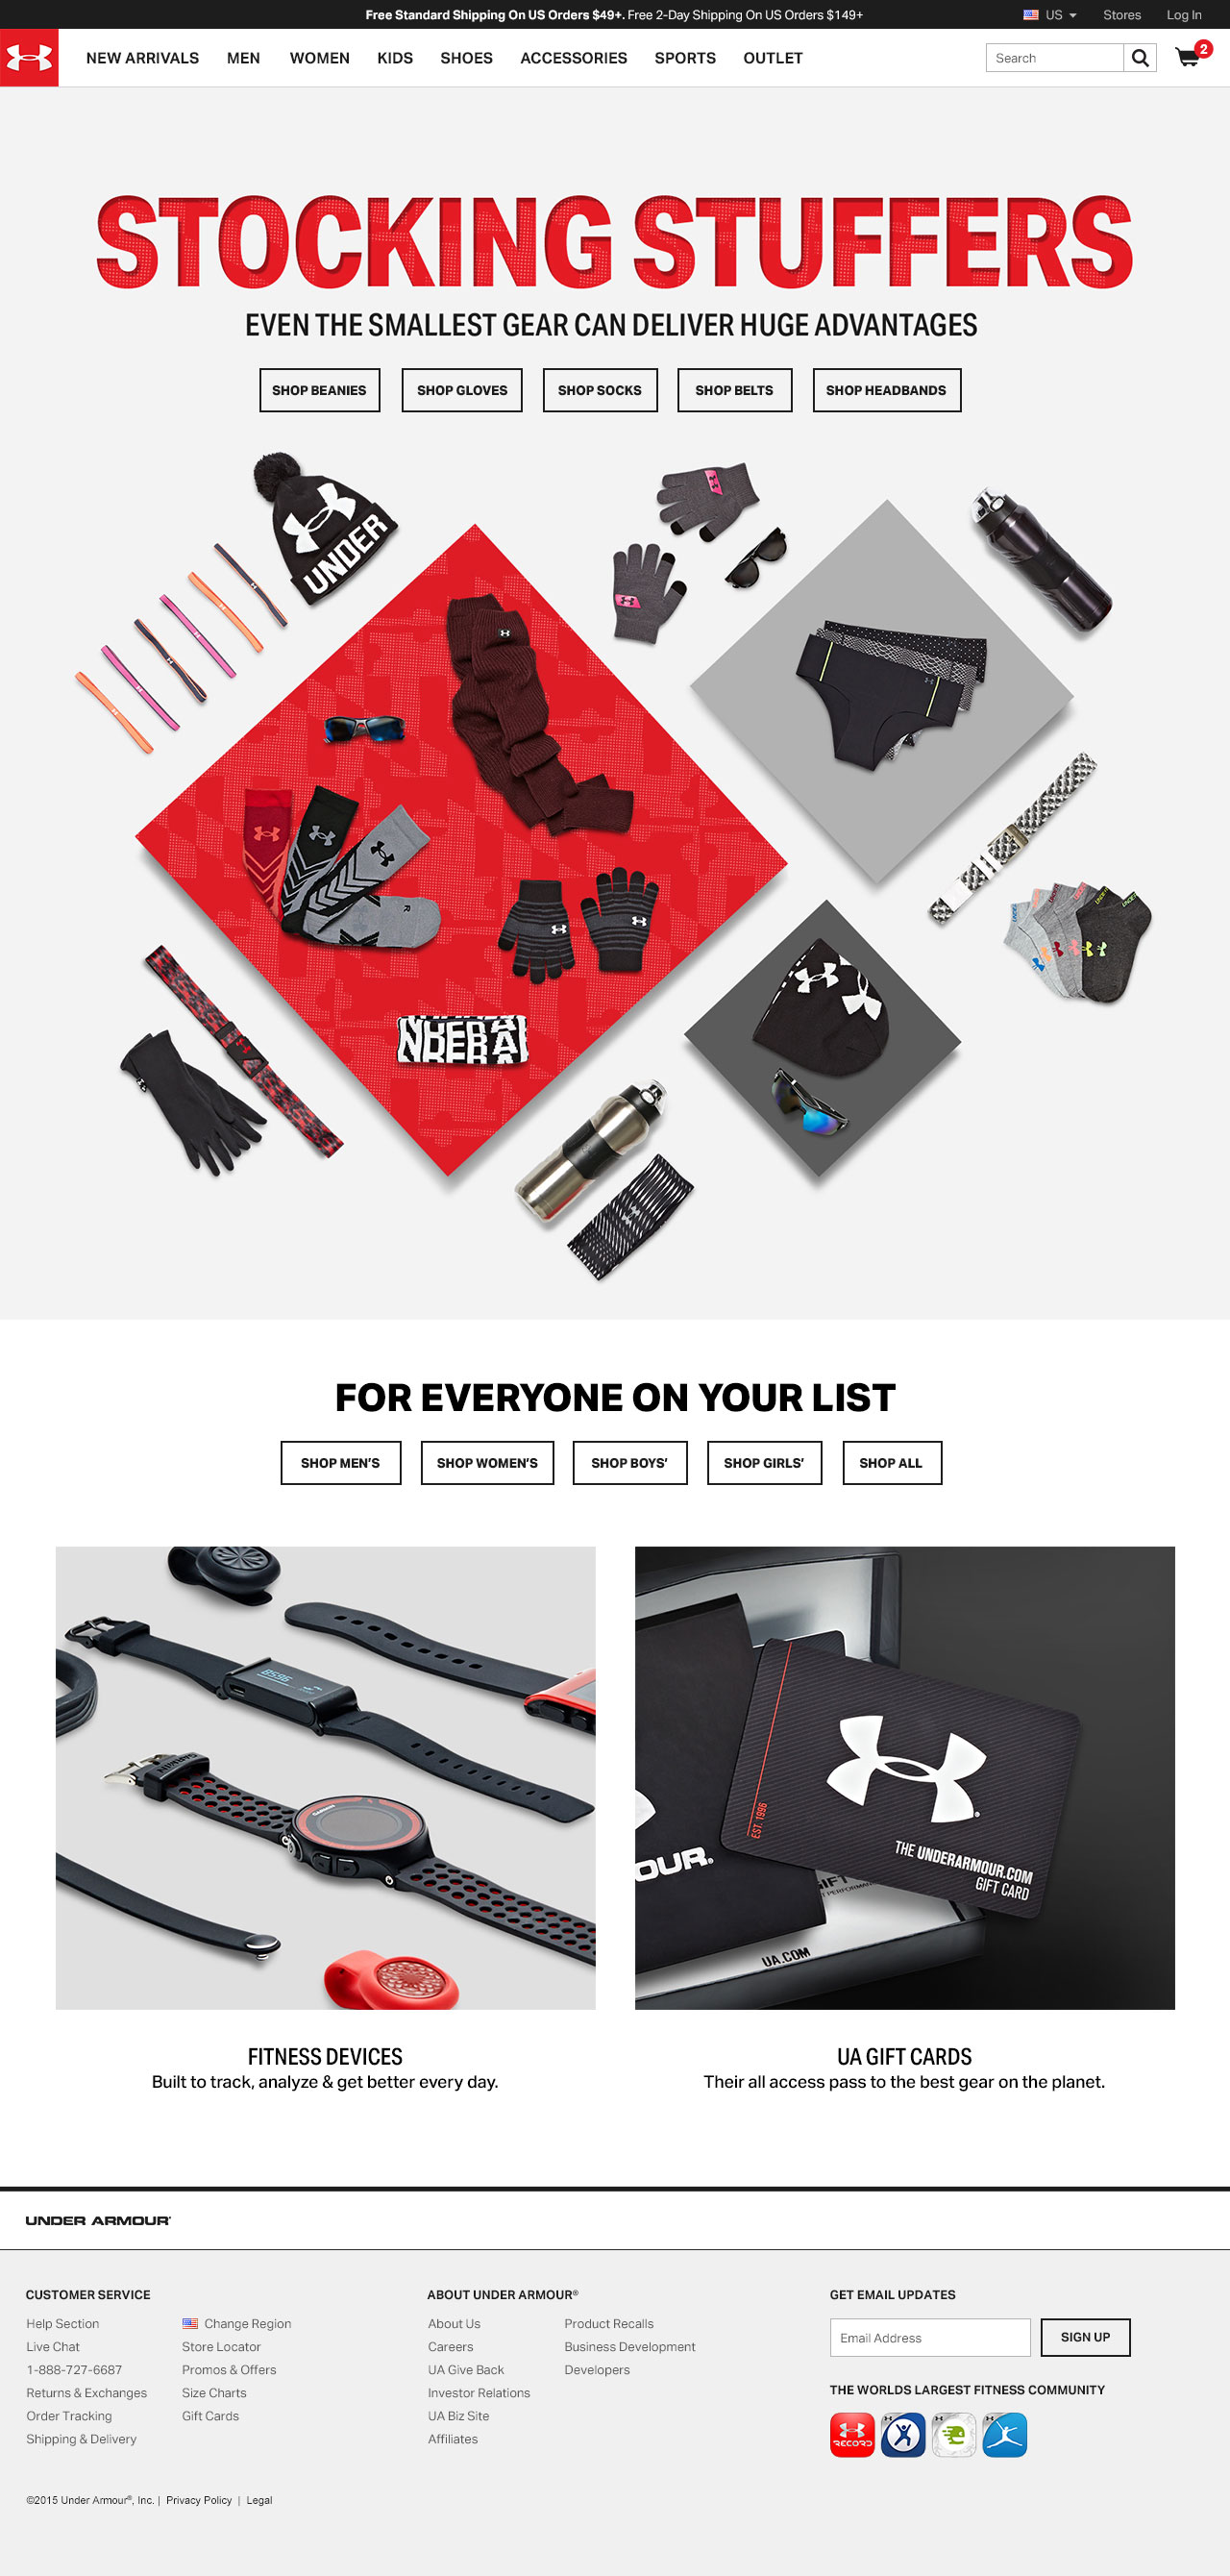 Free Standard Shipping On US Orders $49+. Free 2-Day Shipping On US Orders $149+
US
Stores
Log In
NEW ARRIVALS
MEN
WOMEN
KIDS
SHOES
ACCESSORIES
SPORTS
OUTLET
Search
2
STOCKING STUFFERS
EVEN THE SMALLEST GEAR CAN DELIVER HUGE ADVANTAGES
SHOP BEANIES
SHOP GLOVES
SHOP SOCKS
SHOP BELTS
SHOP HEADBANDS
UNDER
R
FOR EVERYONE ON YOUR LIST
SHOP MEN'S
SHOP WOMEN'S
SHOP BOYS'
SHOP GIRLS'
SHOP ALL
8596
GARMIN
GARMIN
EST. 1996
THE UNDERARMOUR.COM
GIFT CARD
OUR.
UA.COM
FITNESS DEVICES
Built to track, analyze & get better every day.
UA GIFT CARDS
Their all access pass to the best gear on the planet.
UNDER ARMOUR
CUSTOMER SERVICE
Help Section
Live Chat
1-888-727-6687
Returns & Exchanges
Order Tracking
Shipping & Delivery
Change Region
Store Locator
Promos & Offers
Size Charts
Gift Cards
ABOUT UNDER ARMOUR®
About Us
Careers
UA Give Back
Investor Relations
UA Biz Site
Affiliates
Product Recalls
Business Development
Developers
GET EMAIL UPDATES
Email Address
SIGN UP
THE WORLDS LARGEST FITNESS COMMUNITY
RECORD
©2015 Under Armour®, Inc. | Privacy Policy | Legal